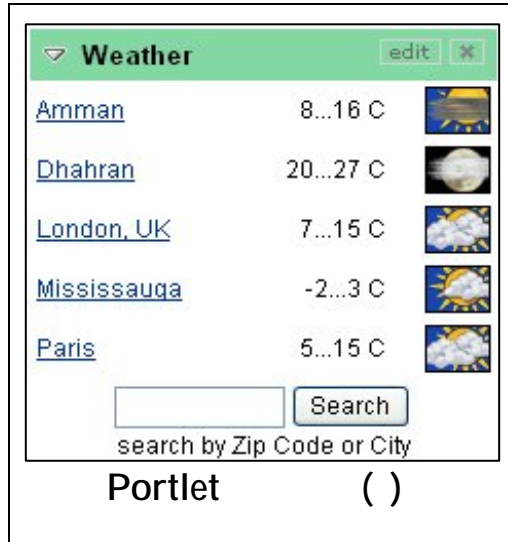 Weather edit
Amman 8...16 C
Dhahran 20...27 C
London, UK 7...15 C
Mississauga -2...3 C
Paris 5...15 C
Search
search by Zip Code or City
Portlet ( )